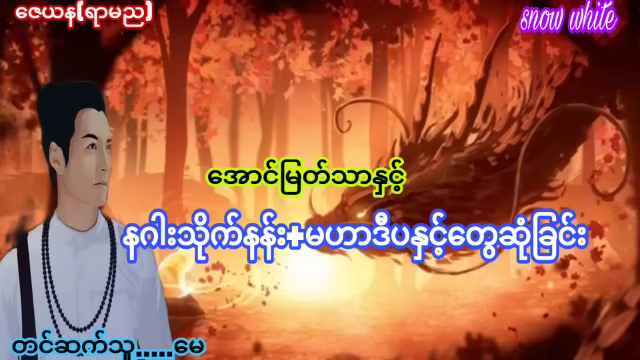 ဇေယန(ရာမည)
snow white
အောင်မြတ်သာနှင့်
နဂါးသိုက်နန်း+မဟာဒီပနှင့်တွေ့ဆုံခြင်း
တင်ဆက်သူ.....မေ